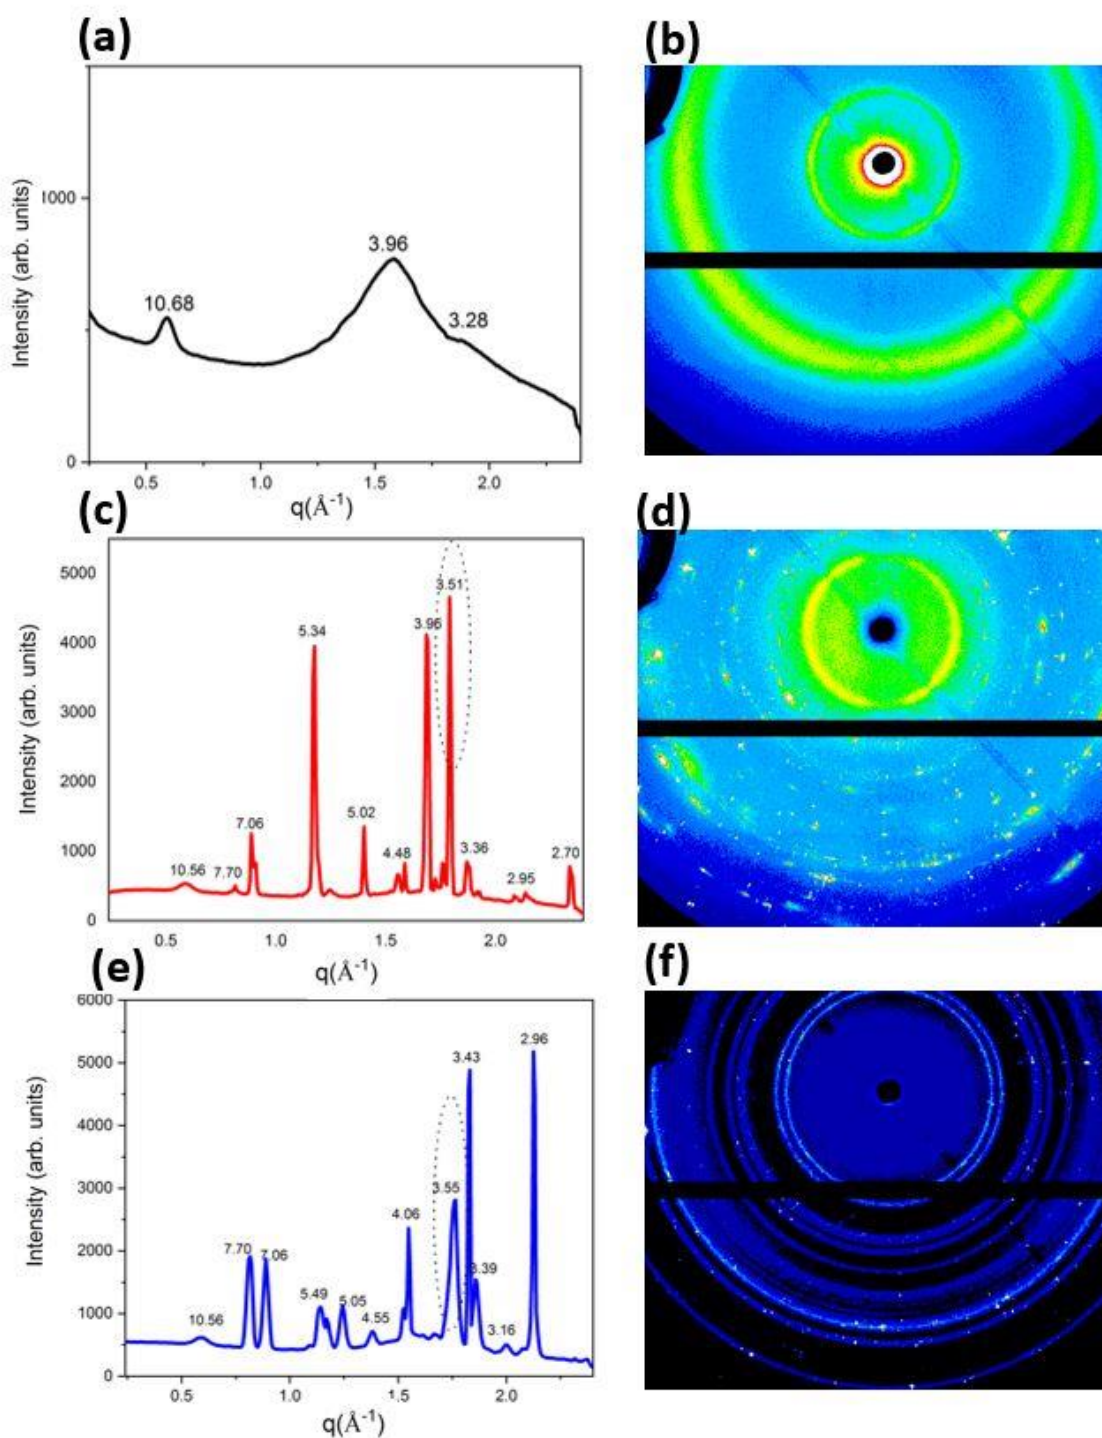 (a)
Intensity (arb. units)
1000
0
10.68
3.96
3.28
0.5 1.0 1.5 2.0
q(Å⁻¹)
(b)
(c)
Intensity (arb. units)
5000
4000
3000
2000
1000
0
10.56
7.70
7.06
5.34
5.02
4.48
3.95
3.51
3.36
2.95
2.70
0.5 1.0 1.5 2.0
q(Å⁻¹)
(d)
(e)
Intensity (arb. units)
6000
5000
4000
3000
2000
1000
0
10.56
7.70
7.06
5.49
5.05
4.55
4.06
3.55
3.43
3.39
3.16
2.96
0.5 1.0 1.5 2.0
q(Å⁻¹)
(f)